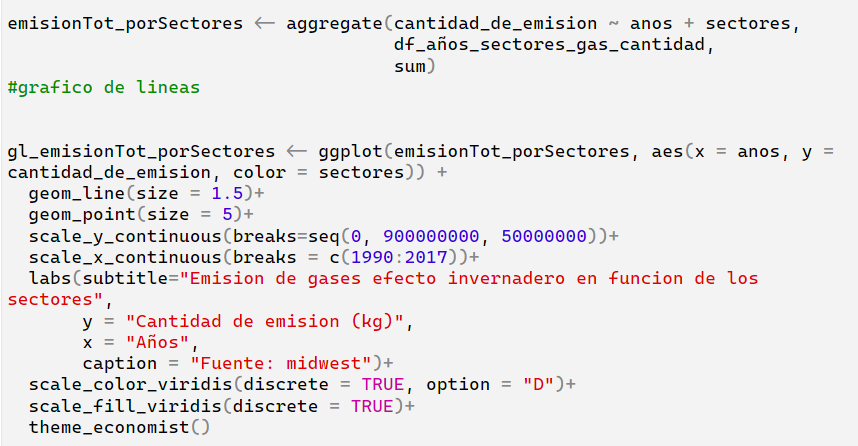 emisionTot_porSectores <- aggregate(cantidad_de_emision ~ anos + sectores,
df_años_sectores_gas_cantidad,
sum)
#grafico de lineas
gl_emisionTot_porSectores <- ggplot(emisionTot_porSectores, aes(x = anos, y =
cantidad_de_emision, color = sectores)) +
geom_line(size = 1.5)+
geom_point(size = 5)+
scale_y_continuous(breaks=seq(0, 900000000, 50000000))+
scale_x_continuous(breaks = c(1990:2017))+
labs(subtitle="Emision de gases efecto invernadero en funcion de los
sectores",
y = "Cantidad de emision (kg)",
x = "Años",
caption = "Fuente: midwest")+
scale_color_viridis(discrete = TRUE, option = "D")+
scale_fill_viridis(discrete = TRUE)+
theme_economist()